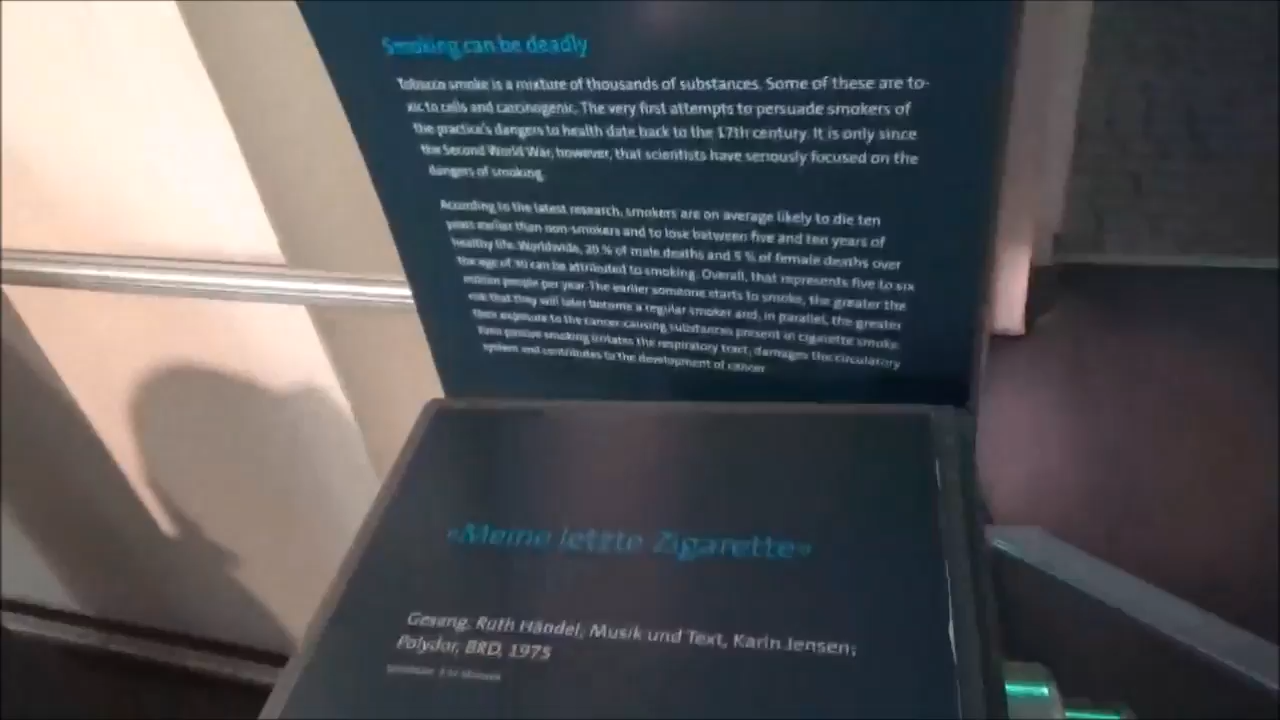 Smoking can be deadly
Tobacco smoke is a mixture of thousands of substances. Some of these are to-
xic to cells and carcinogenic. The very first attempts to persuade smokers of
the practice's dangers to health date back to the 17th century. It is only since
the Second World War, however, that scientists have seriously focused on the
dangers of smoking.
According to the latest research, smokers are on average likely to die ten
years earlier than non-smokers and to lose between five and ten years of
healthy life. Worldwide, 20 % of male deaths and 5 % of female deaths over
the age of 30 can be attributed to smoking. Overall, that represents five to six
million people per year. The earlier someone starts to smoke, the greater the
risk that they will later become a regular smoker and, in parallel, the greater
their exposure to the cancer-causing substances present in cigarette smoke.
Even passive smoking irritates the respiratory tract, damages the circulatory
system and contributes to the development of cancer.
«Meine letzte Zigarette»
Gesang, Ruth Händel, Musik und Text, Karin Jensen;
Polydor, BRD, 1975